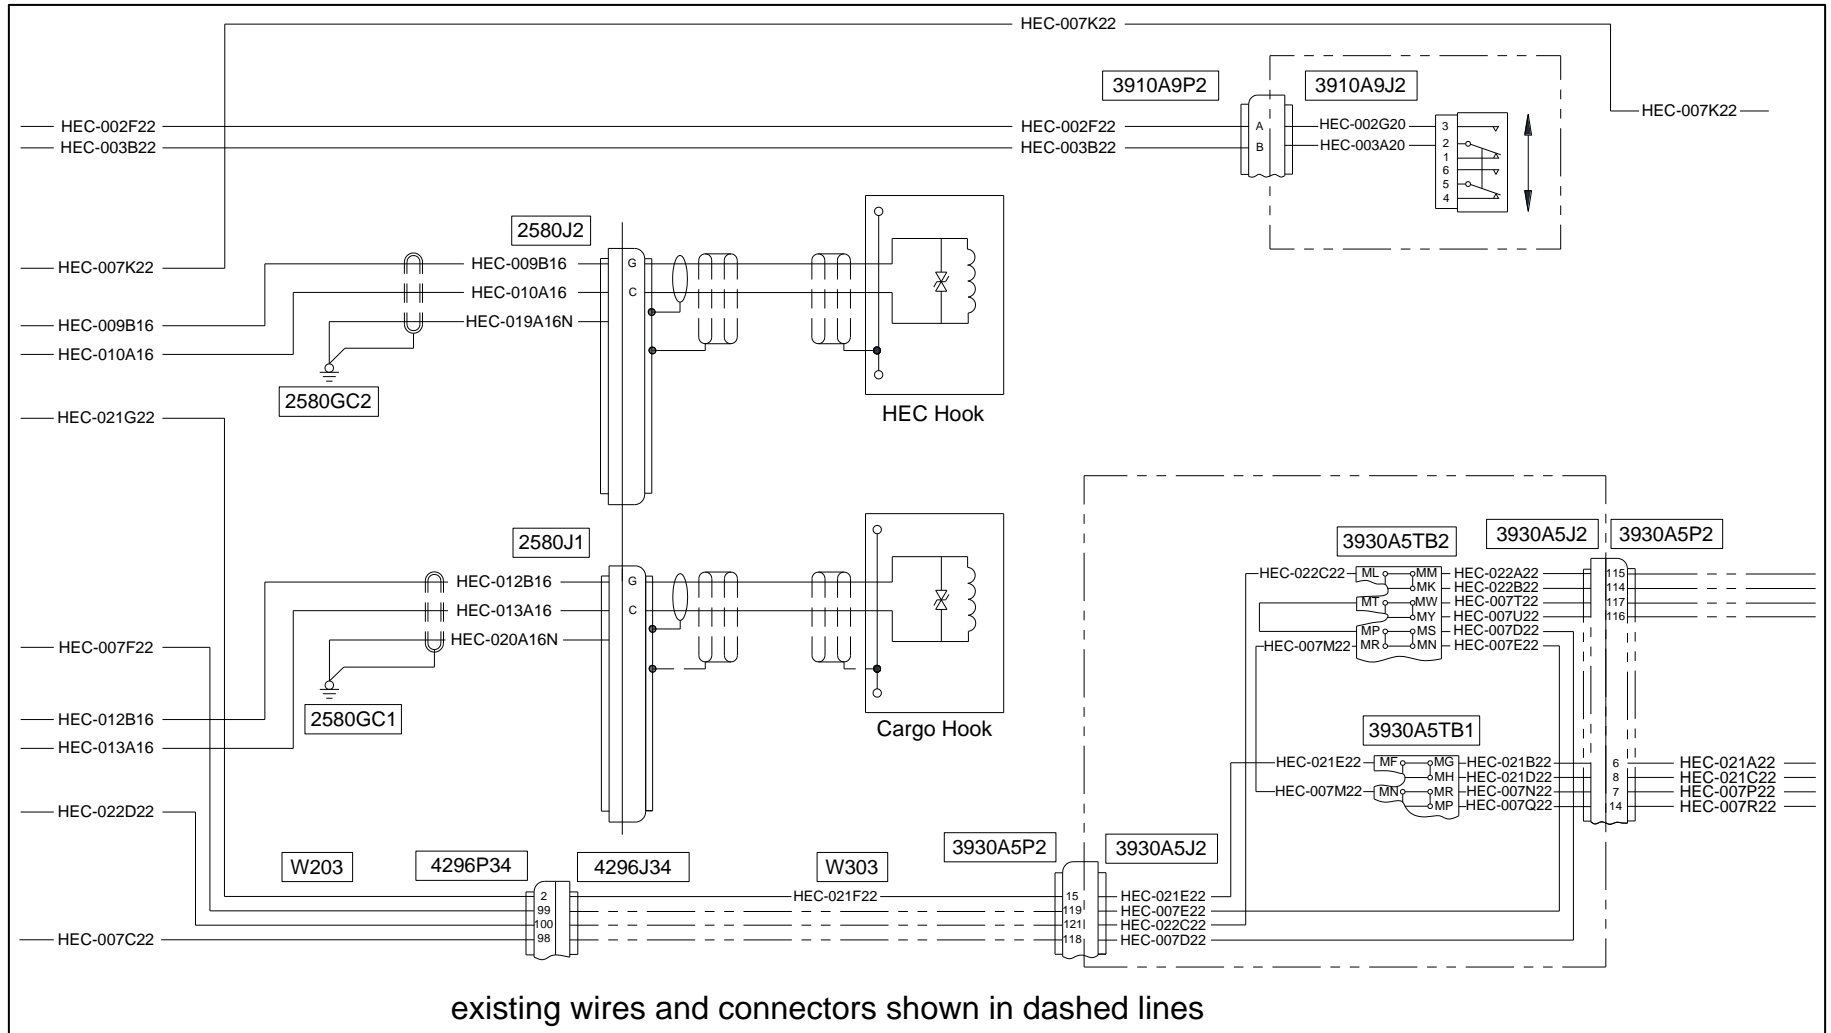 HEC-007K22
3910A9P2 3910A9J2
HEC-007K22
HEC-002F22 HEC-002F22 A HEC-002G20 3
HEC-003B22 HEC-003B22 B HEC-003A20 2
1
6
5
4
2580J2
HEC-007K22 HEC-009B16 G
HEC-010A16 C
HEC-009B16 HEC-019A16N
HEC-010A16
2580GC2
HEC Hook
HEC-021G22
2580J1
3930A5TB2 3930A5J2 3930A5P2
HEC-012B16 G
HEC-013A16 C
HEC-020A16N
HEC-022C22 ML MM HEC-022A22 115
MK HEC-022B22 114
MT MW HEC-007T22 117
MY HEC-007U22 116
MP MS HEC-007D22
HEC-007M22 MR MN HEC-007E22
HEC-007F22
HEC-012B16
2580GC1
Cargo Hook
HEC-013A16
3930A5TB1
HEC-021E22 MF MG HEC-021B22 6 HEC-021A22
MH HEC-021D22 8 HEC-021C22
HEC-007M22 MN MR HEC-007N22 7 HEC-007P22
MP HEC-007Q22 14 HEC-007R22
HEC-022D22
W203 4296P34 4296J34 W303 3930A5P2 3930A5J2
2 HEC-021F22 15 HEC-021E22
99 119 HEC-007E22
100 121 HEC-022C22
HEC-007C22 98 118 HEC-007D22
existing wires and connectors shown in dashed lines